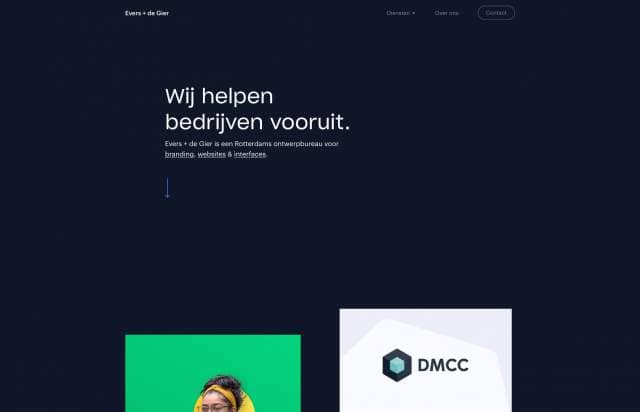 Evers + de Gier
Diensten
Over ons
Contact
Wij helpen
bedrijven vooruit.
Evers + de Gier is een Rotterdams ontwerpbureau voor
branding, websites & interfaces.
DMCC